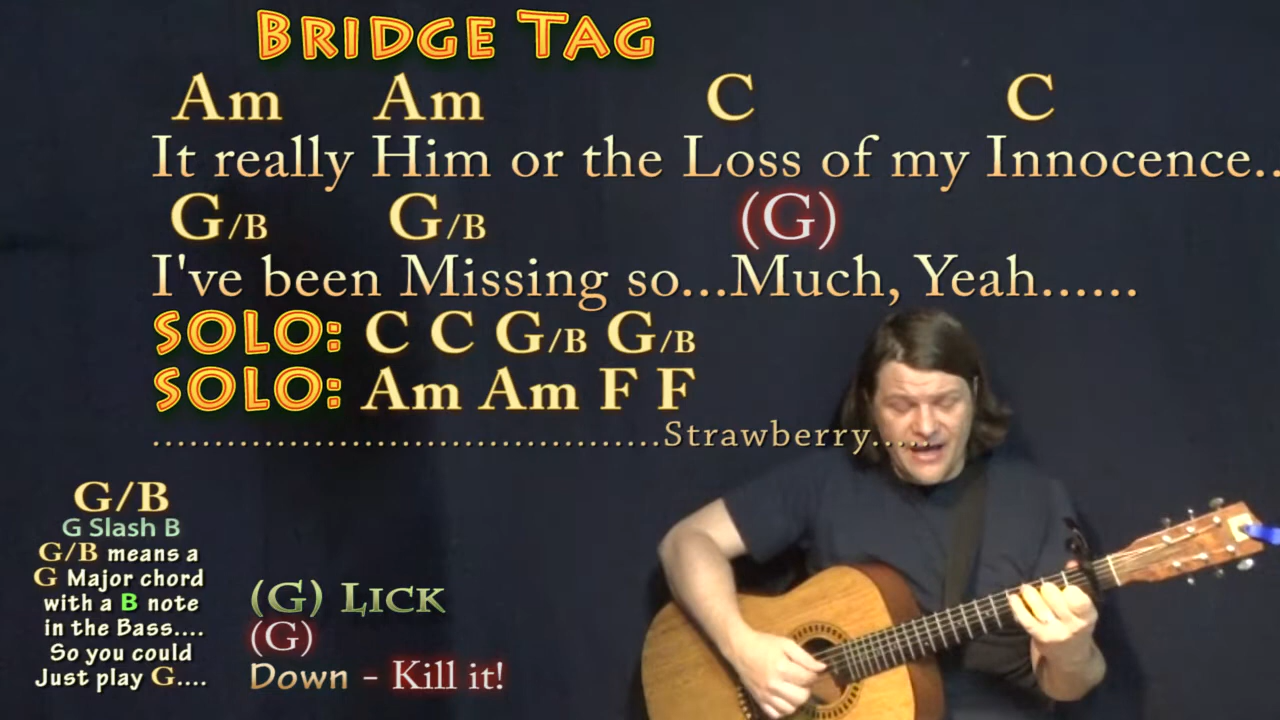 BRIDGE TAG
Am Am C C
It really Him or the Loss of my Innocence..
G/B G/B (G)
I've been Missing so...Much, Yeah......
SOLO: C C G/B G/B
SOLO: Am Am F F
..........................................Strawberry.....
G/B
G Slash B
G/B means a
G Major chord
with a B note
in the Bass....
So you could
Just play G....
(G) LICK
(G)
Down - Kill it!